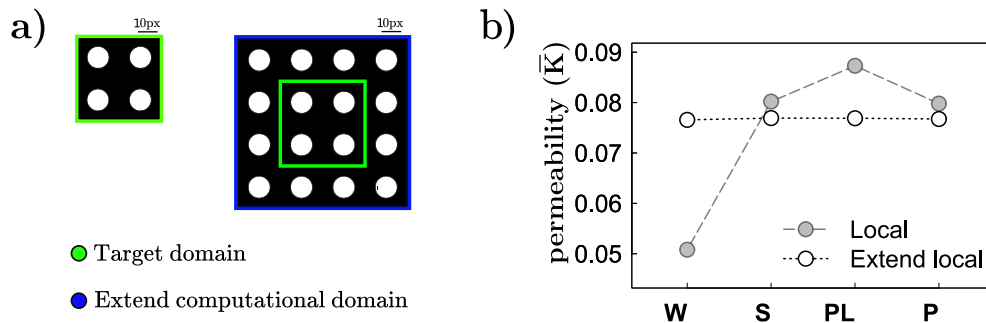 a)
10px
10px
Target domain
Extend computational domain
b)
permeability (K̅)
0.09
0.08
0.07
0.06
0.05
Local
Extend local
W S PL P